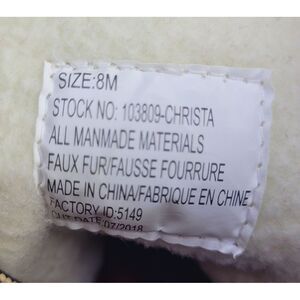 SIZE:8M
STOCK NO: 103809-CHRISTA
ALL MANMADE MATERIALS
FAUX FUR/FAUSSE FOURRURE
MADE IN CHINA/FABRIQUE EN CHINE
FACTORY ID:5149
CUT DATE:07/2018